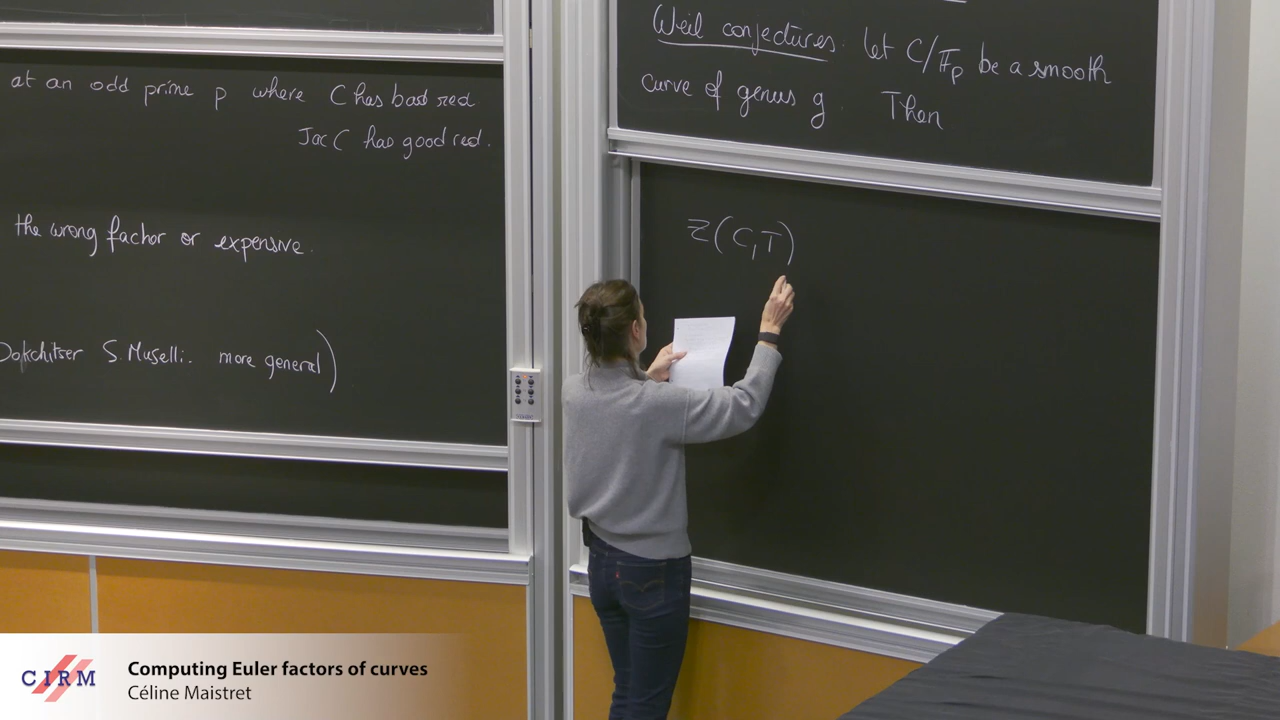 at an odd prime p where C has bad red.
Jac C has good red.
the wrong factor or expensive.
Dokchitser S. Muselli. more general)
Weil conjectures. Let C/𝔽p be a smooth
curve of genus g. Then
Z(C,T)
CIRM
Computing Euler factors of curves
Céline Maistret